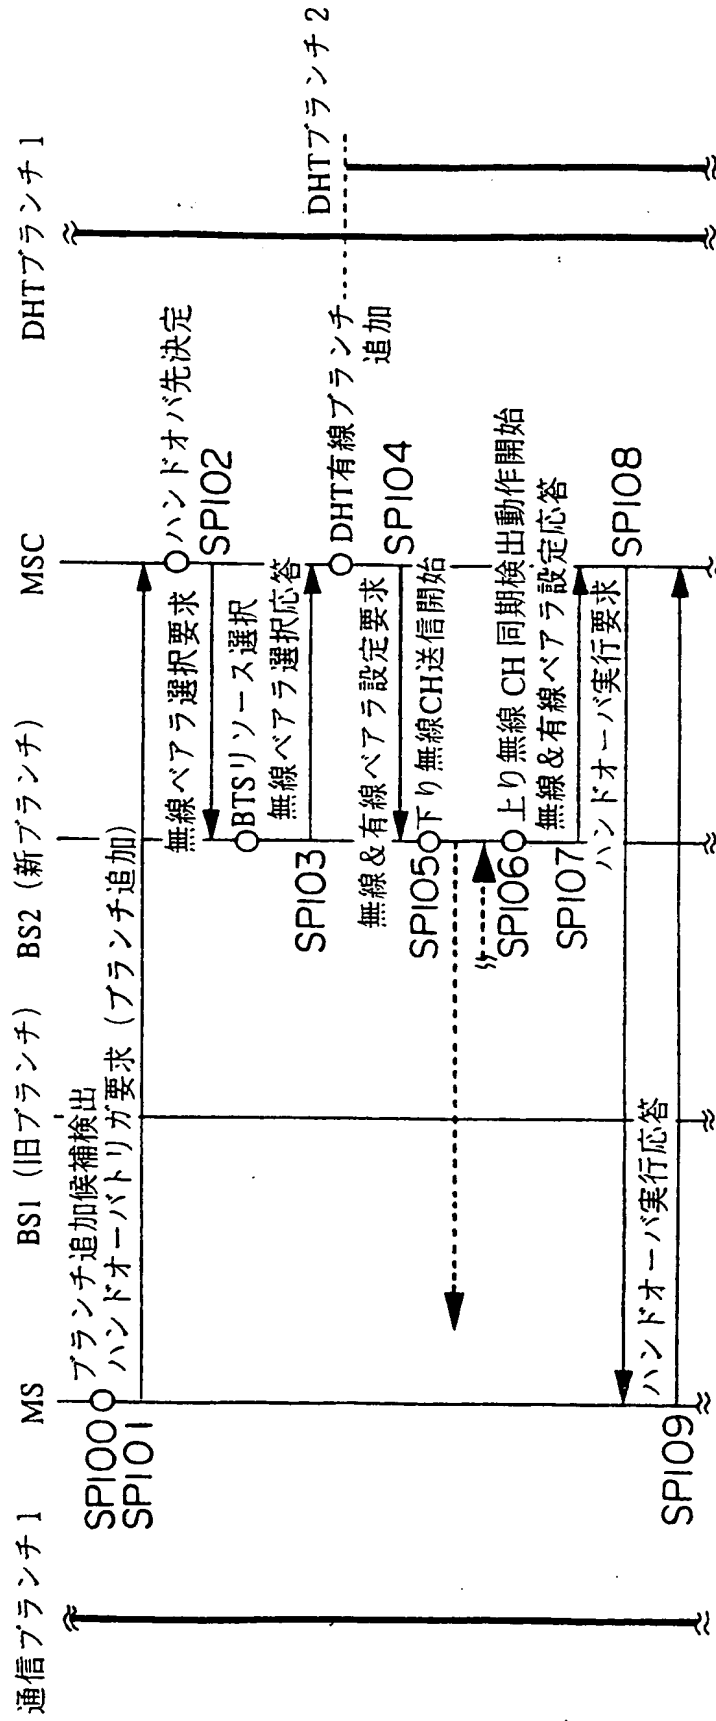 通信ブランチ1
MS
BS1 (旧ブランチ)
BS2 (新ブランチ)
MSC
DHTブランチ1
SP100
ブランチ追加候補検出
SP101
ハンドオーバトリガ要求 (ブランチ追加)
ハンドオバ先決定
無線ベアラ選択要求
SP102
BTSリソース選択
無線ベアラ選択応答
SP103
DHT有線ブランチ
追加
DHTブランチ2
無線&有線ベアラ設定要求
SP104
SP105
下り無線CH送信開始
SP106
上り無線CH同期検出動作開始
SP107
無線&有線ベアラ設定応答
ハンドオーバ実行要求
SP108
ハンドオーバ実行応答
SP109